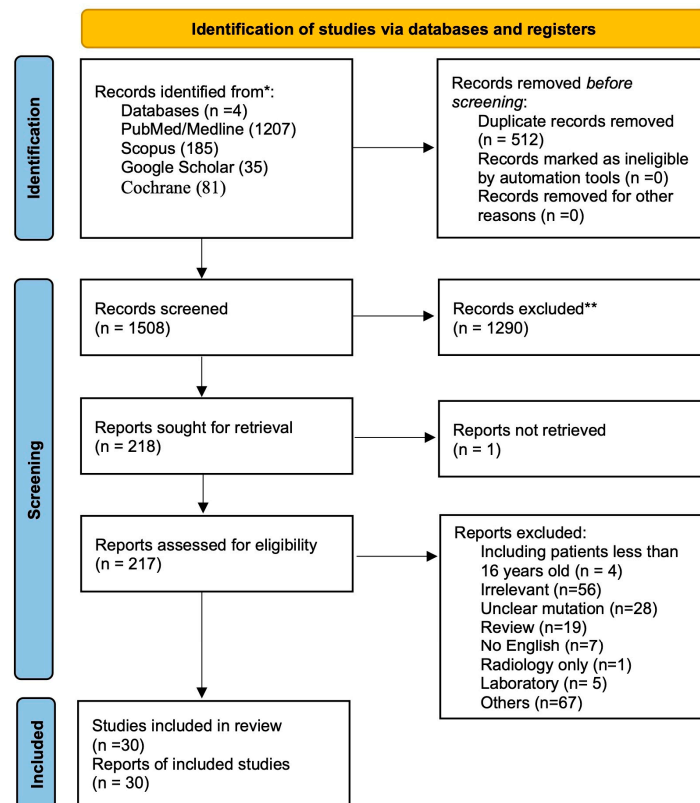 Identification of studies via databases and registers
Identification
Records identified from*:
Databases (n =4)
PubMed/Medline (1207)
Scopus (185)
Google Scholar (35)
Cochrane (81)
Records removed before
screening:
Duplicate records removed
(n = 512)
Records marked as ineligible
by automation tools (n =0)
Records removed for other
reasons (n =0)
Screening
Records screened
(n = 1508)
Records excluded**
(n = 1290)
Reports sought for retrieval
(n = 218)
Reports not retrieved
(n = 1)
Reports assessed for eligibility
(n = 217)
Reports excluded:
Including patients less than
16 years old (n = 4)
Irrelevant (n=56)
Unclear mutation (n=28)
Review (n=19)
No English (n=7)
Radiology only (n=1)
Laboratory (n= 5)
Others (n=67)
Included
Studies included in review
(n =30)
Reports of included studies
(n = 30)